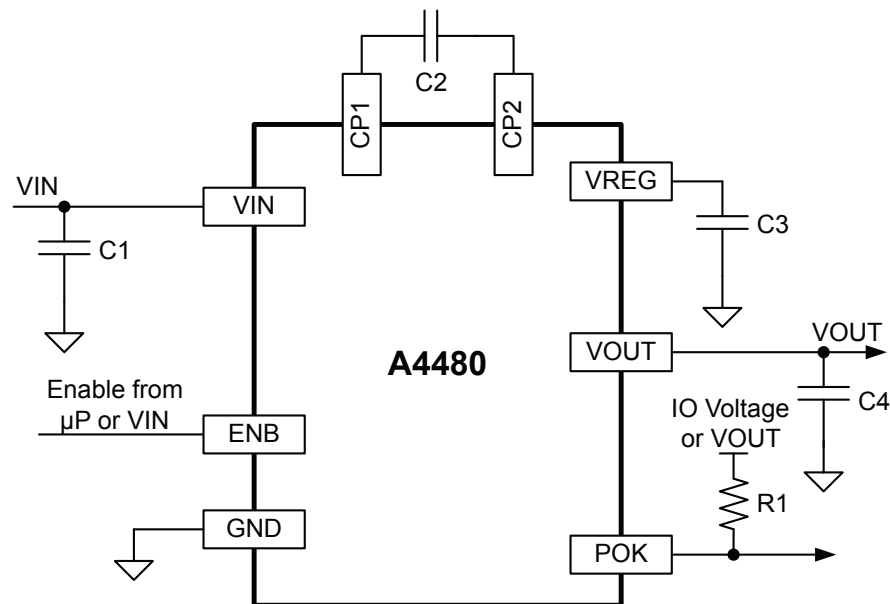 C2
CP1
CP2
VIN
VIN
VREG
C1
C3
VOUT
VOUT
A4480
C4
Enable from
µP or VIN
IO Voltage
or VOUT
ENB
R1
GND
POK